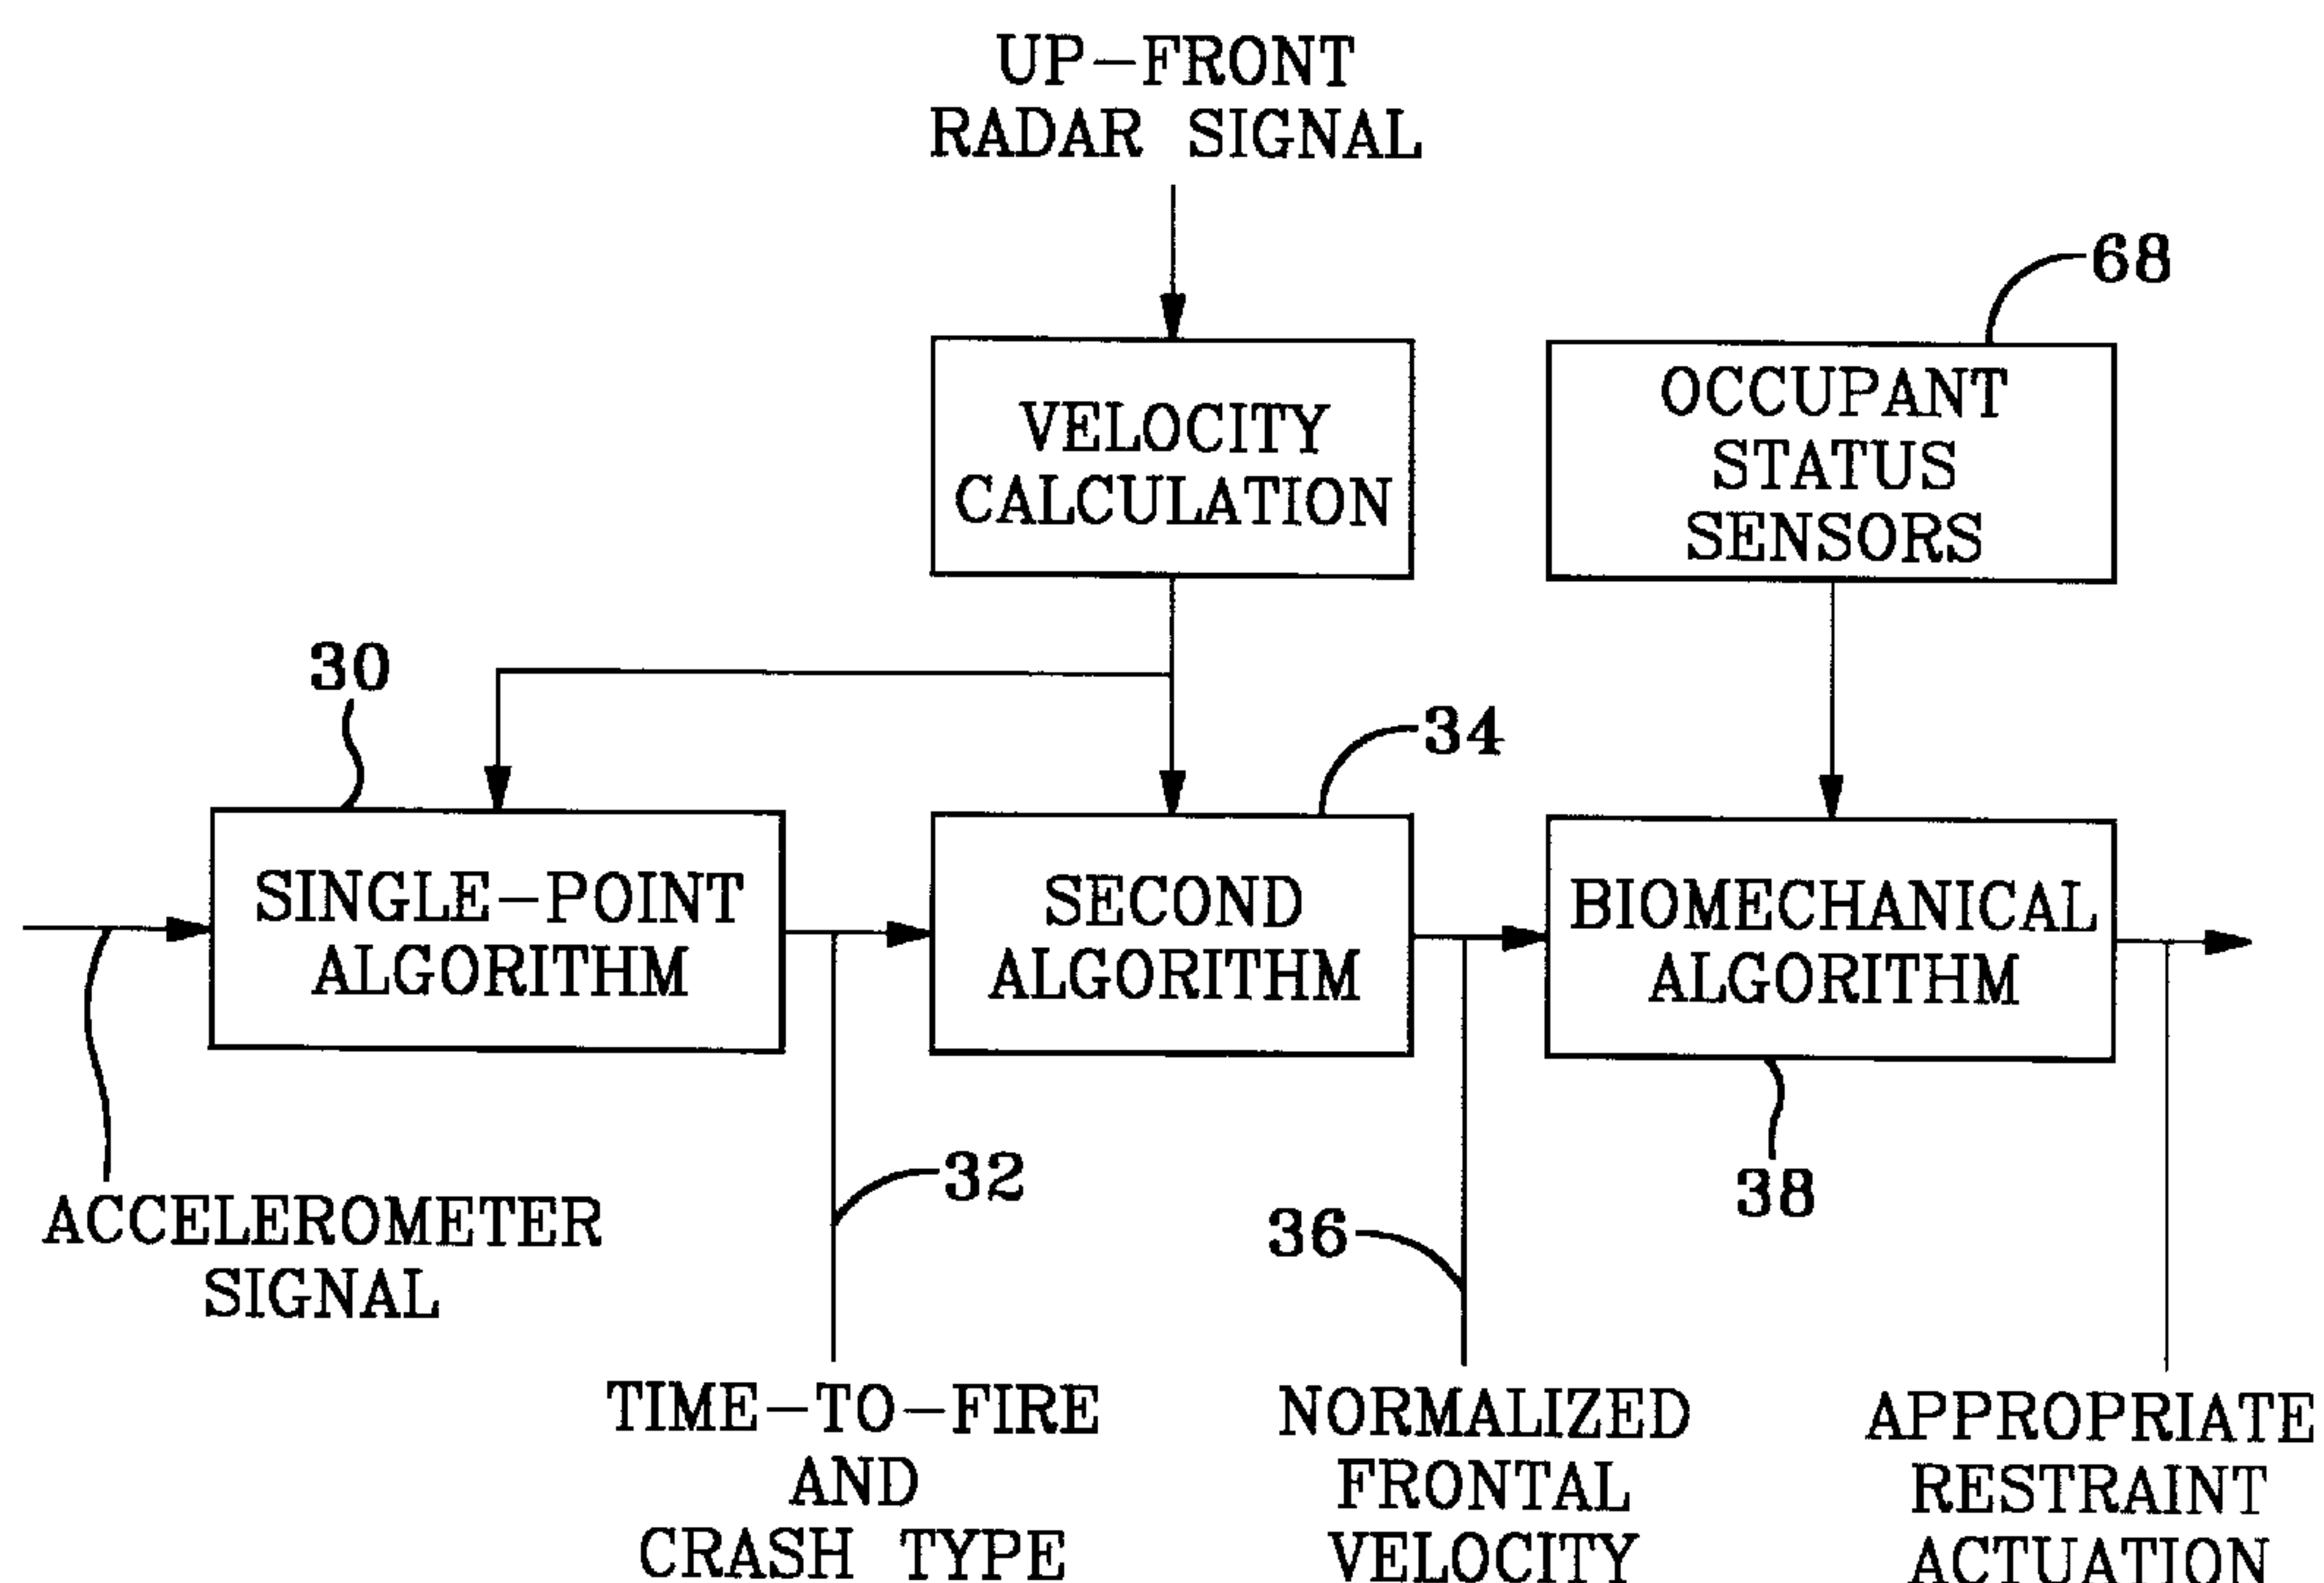 UP-FRONT
RADAR SIGNAL
68
VELOCITY
CALCULATION
OCCUPANT
STATUS
SENSORS
30
34
SINGLE-POINT
ALGORITHM
SECOND
ALGORITHM
BIOMECHANICAL
ALGORITHM
32
36
38
ACCELEROMETER
SIGNAL
TIME-TO-FIRE
AND
CRASH TYPE
NORMALIZED
FRONTAL
VELOCITY
APPROPRIATE
RESTRAINT
ACTUATION